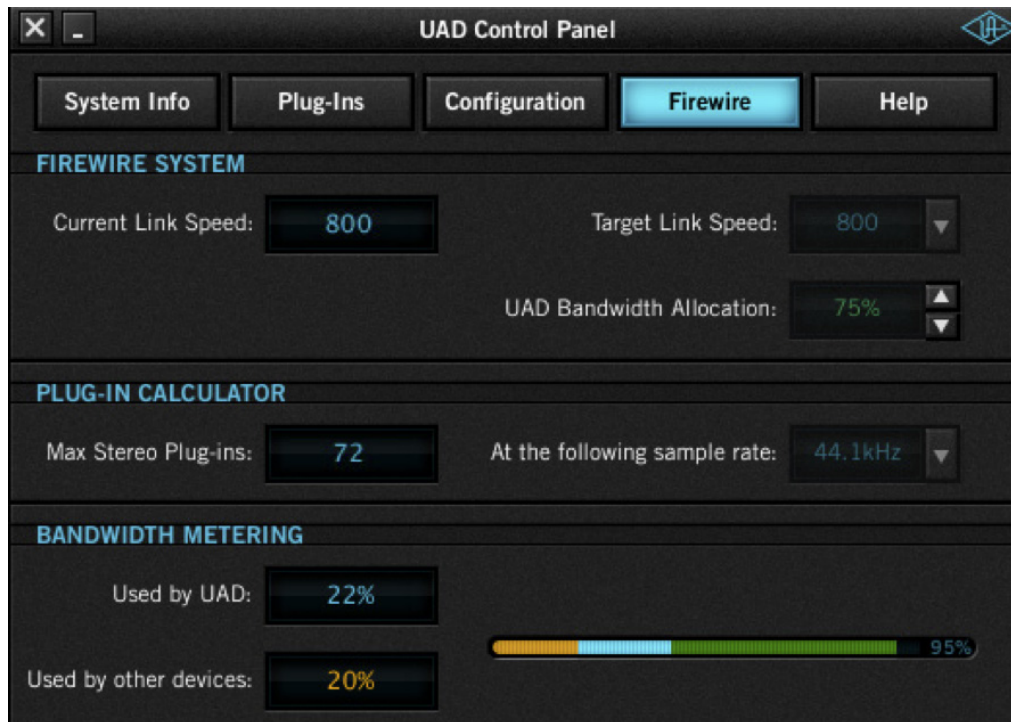 UAD Control Panel
System Info Plug-Ins Configuration Firewire Help
FIREWIRE SYSTEM
Current Link Speed: 800 Target Link Speed: 800
UAD Bandwidth Allocation: 75%
PLUG-IN CALCULATOR
Max Stereo Plug-ins: 72 At the following sample rate: 44.1kHz
BANDWIDTH METERING
Used by UAD: 22%
95%
Used by other devices: 20%